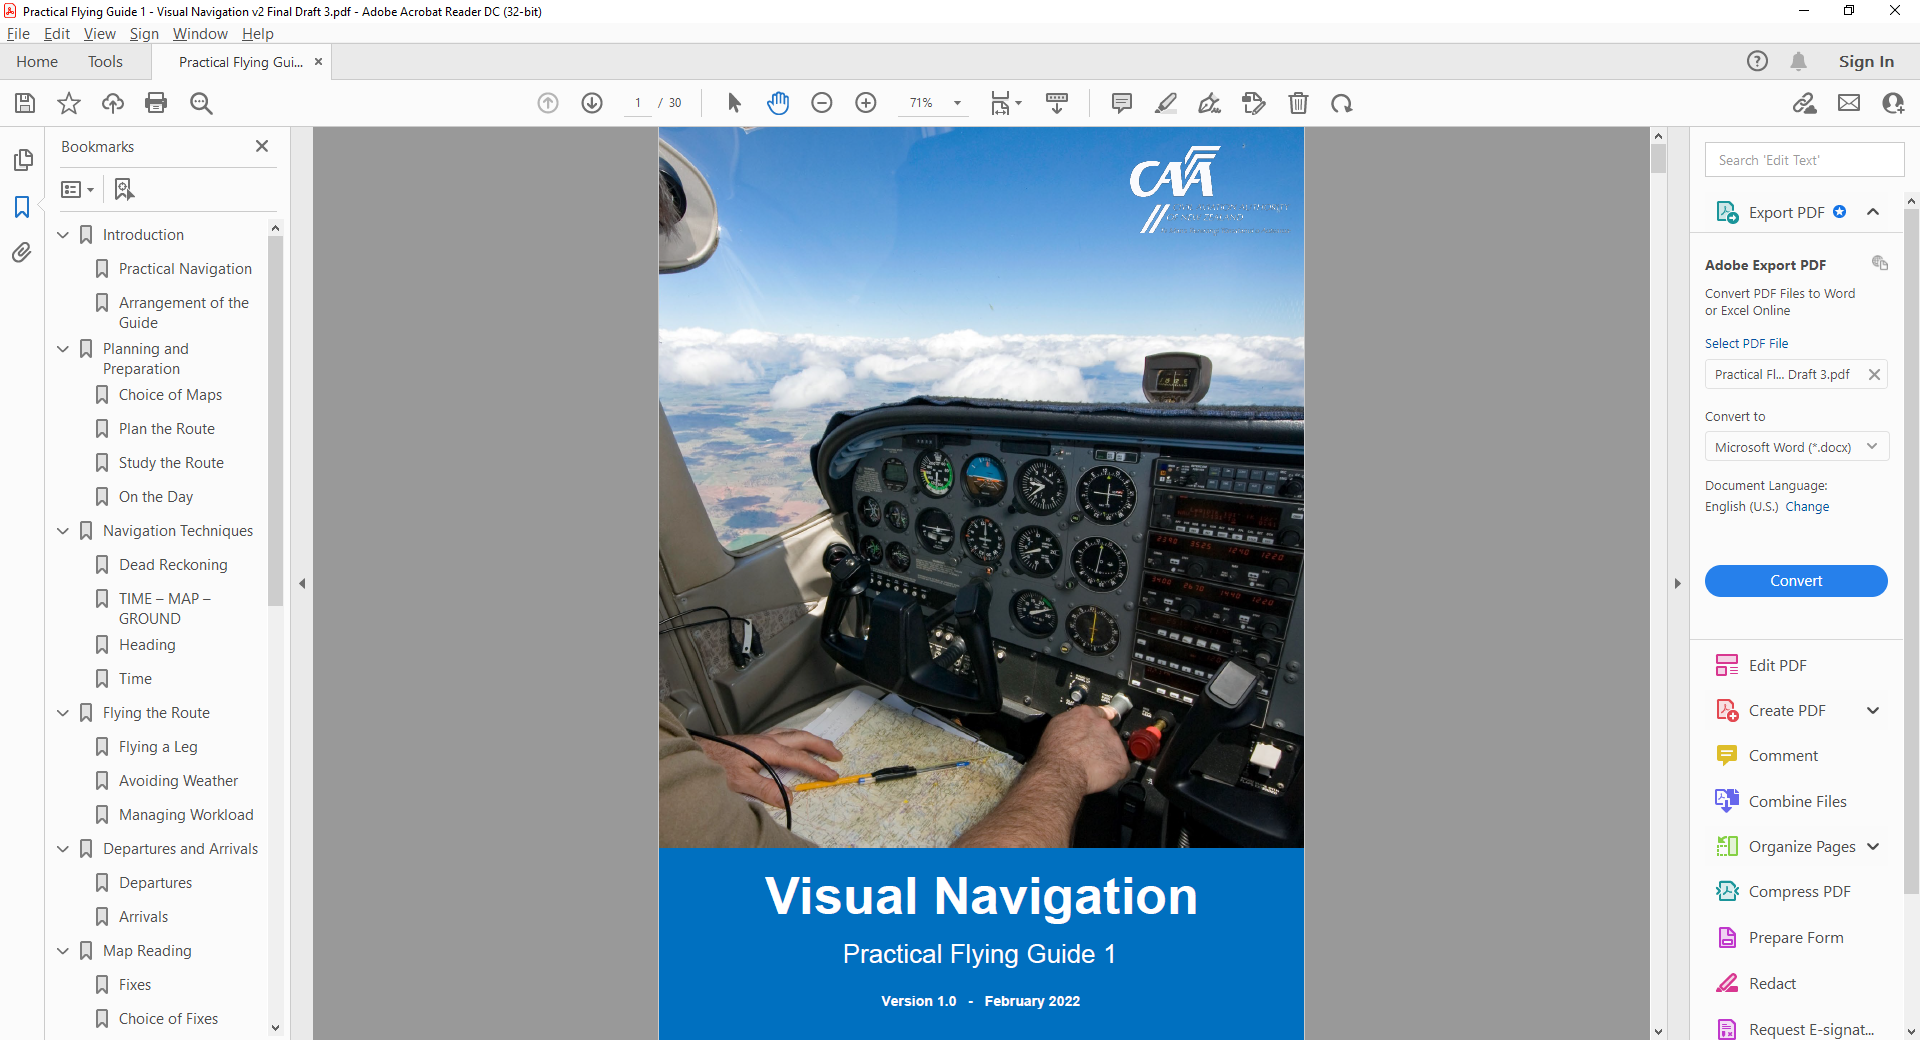 Practical Flying Guide 1 - Visual Navigation v2 Final Draft 3.pdf - Adobe Acrobat Reader DC (32-bit)
File Edit View Sign Window Help
Home Tools Practical Flying Gui... × Sign In
1 / 30 71%
Bookmarks
Introduction
Practical Navigation
Arrangement of the
Guide
Planning and
Preparation
Choice of Maps
Plan the Route
Study the Route
On the Day
Navigation Techniques
Dead Reckoning
TIME – MAP –
GROUND
Heading
Time
Flying the Route
Flying a Leg
Avoiding Weather
Managing Workload
Departures and Arrivals
Departures
Arrivals
Map Reading
Fixes
Choice of Fixes
CAA
Visual Navigation
Practical Flying Guide 1
Version 1.0 - February 2022
Search 'Edit Text'
Export PDF
Adobe Export PDF
Convert PDF Files to Word
or Excel Online
Select PDF File
Practical Fl... Draft 3.pdf
Convert to
Microsoft Word (*.docx)
Document Language:
English (U.S.) Change
Convert
Edit PDF
Create PDF
Comment
Combine Files
Organize Pages
Compress PDF
Prepare Form
Redact
Request E-signat...